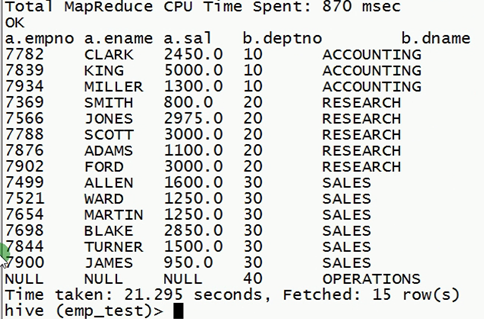 Total MapReduce CPU Time Spent: 870 msec
OK
a.empno a.ename a.sal b.deptno b.dname
7782 CLARK 2450.0 10 ACCOUNTING
7839 KING 5000.0 10 ACCOUNTING
7934 MILLER 1300.0 10 ACCOUNTING
7369 SMITH 800.0 20 RESEARCH
7566 JONES 2975.0 20 RESEARCH
7788 SCOTT 3000.0 20 RESEARCH
7876 ADAMS 1100.0 20 RESEARCH
7902 FORD 3000.0 20 RESEARCH
7499 ALLEN 1600.0 30 SALES
7521 WARD 1250.0 30 SALES
7654 MARTIN 1250.0 30 SALES
7698 BLAKE 2850.0 30 SALES
7844 TURNER 1500.0 30 SALES
7900 JAMES 950.0 30 SALES
NULL NULL NULL 40 OPERATIONS
Time taken: 21.295 seconds, Fetched: 15 row(s)
hive (emp_test)>